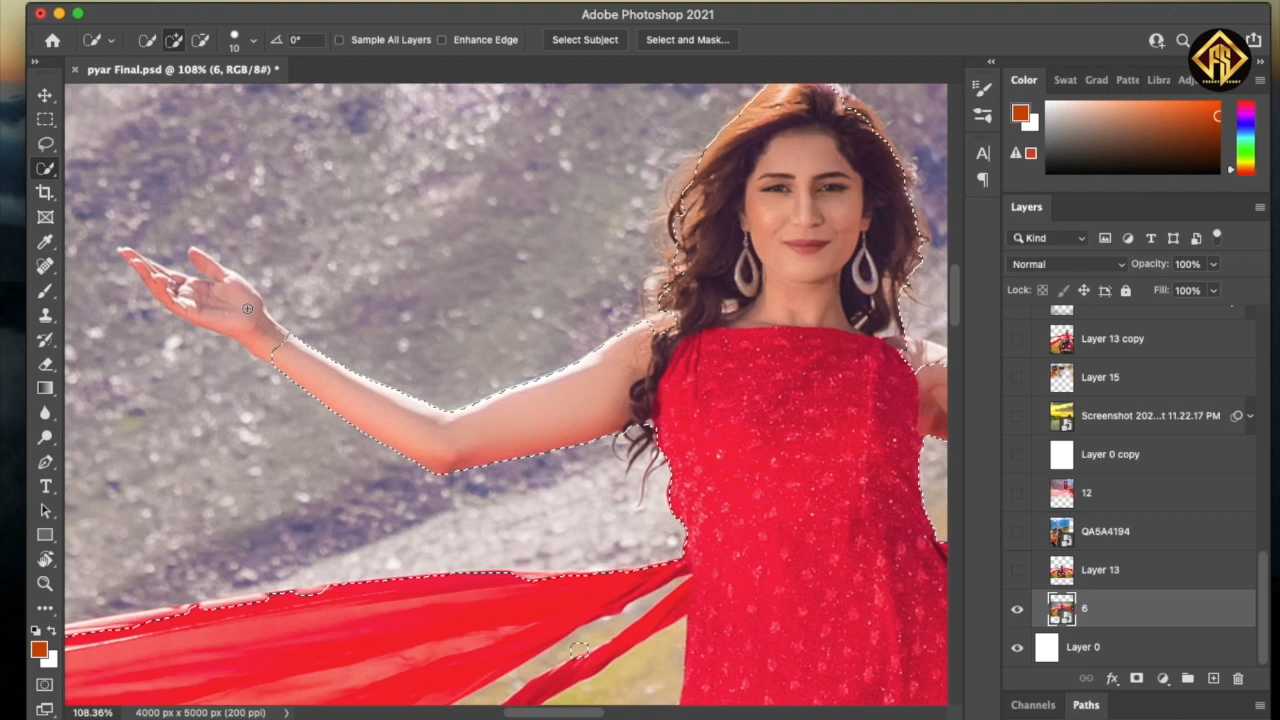 Adobe Photoshop 2021
10
0°
Sample All Layers
Enhance Edge
Select Subject
Select and Mask...
FS
pyar Final.psd @ 108% (6, RGB/8#) *
Color
Swat
Grad
Patte
Libra
Adj
Layers
Kind
Normal
Opacity: 100%
Lock:
Fill: 100%
Layer 13 copy
Layer 15
Screenshot 202...t 11.22.17 PM
Layer 0 copy
12
QA5A4194
Layer 13
6
Layer 0
fx
Channels
Paths
108.36%
4000 px x 5000 px (200 ppi)